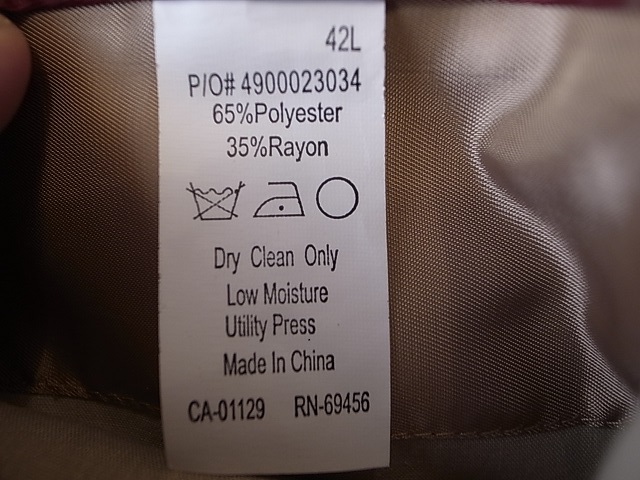 42L
P/O# 4900023034
65%Polyester
35%Rayon
Dry Clean Only
Low Moisture
Utility Press
Made In China
CA-01129 RN-69456